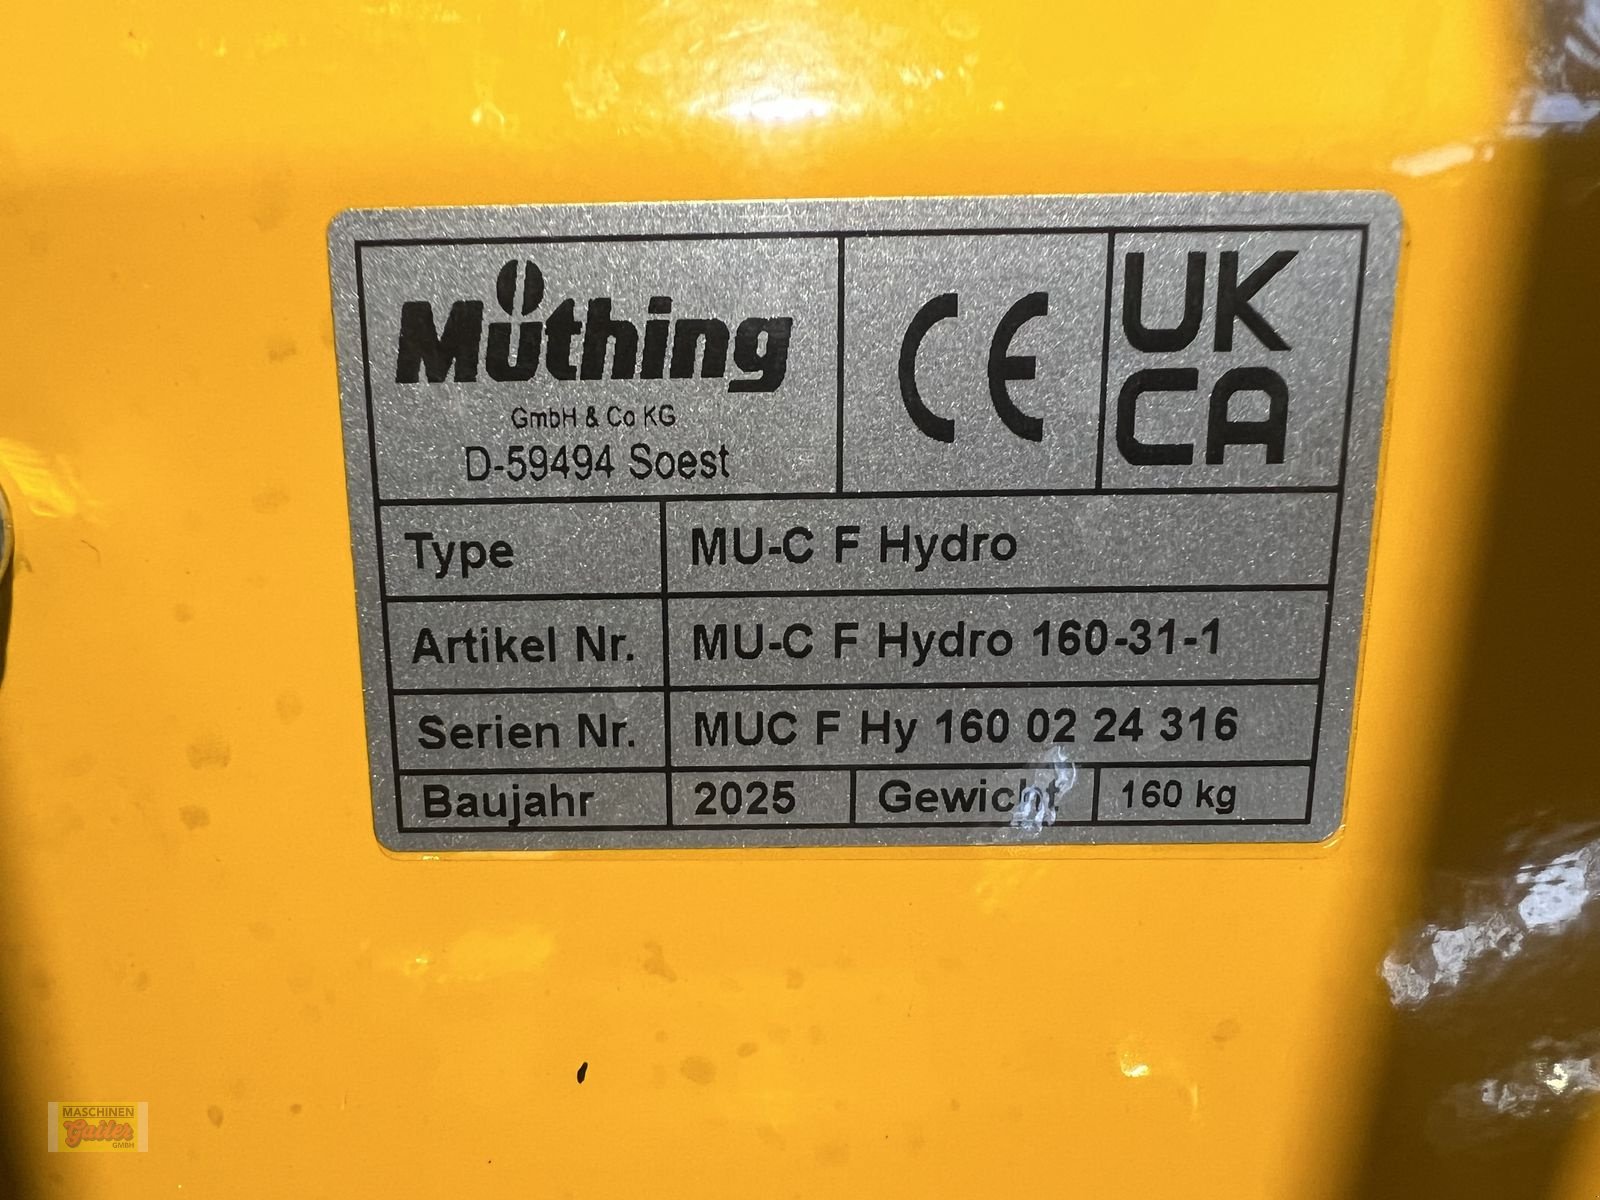 Müthing
GmbH & Co KG
D-59494 Soest
CE
UK
CA
Type MU-C F Hydro
Artikel Nr. MU-C F Hydro 160-31-1
Serien Nr. MUC F Hy 160 02 24 316
Baujahr 2025 Gewicht 160 kg
MASCHINEN
Gailer
GMBH